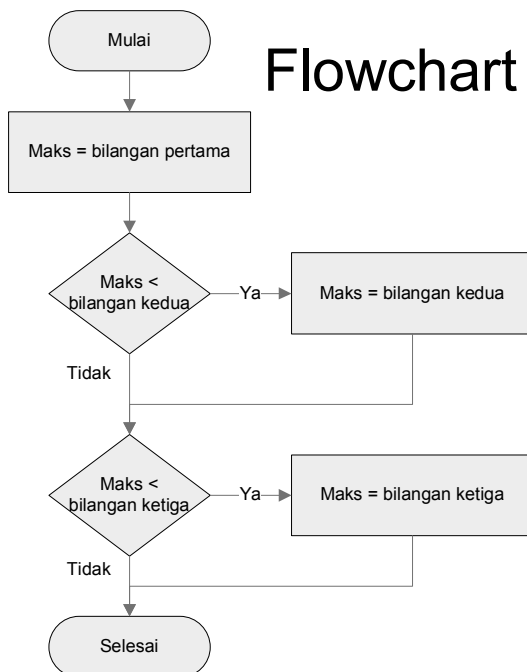 Flowchart
Mulai
Maks = bilangan pertama
Maks <
bilangan kedua
Ya
Maks = bilangan kedua
Tidak
Maks <
bilangan ketiga
Ya
Maks = bilangan ketiga
Tidak
Selesai